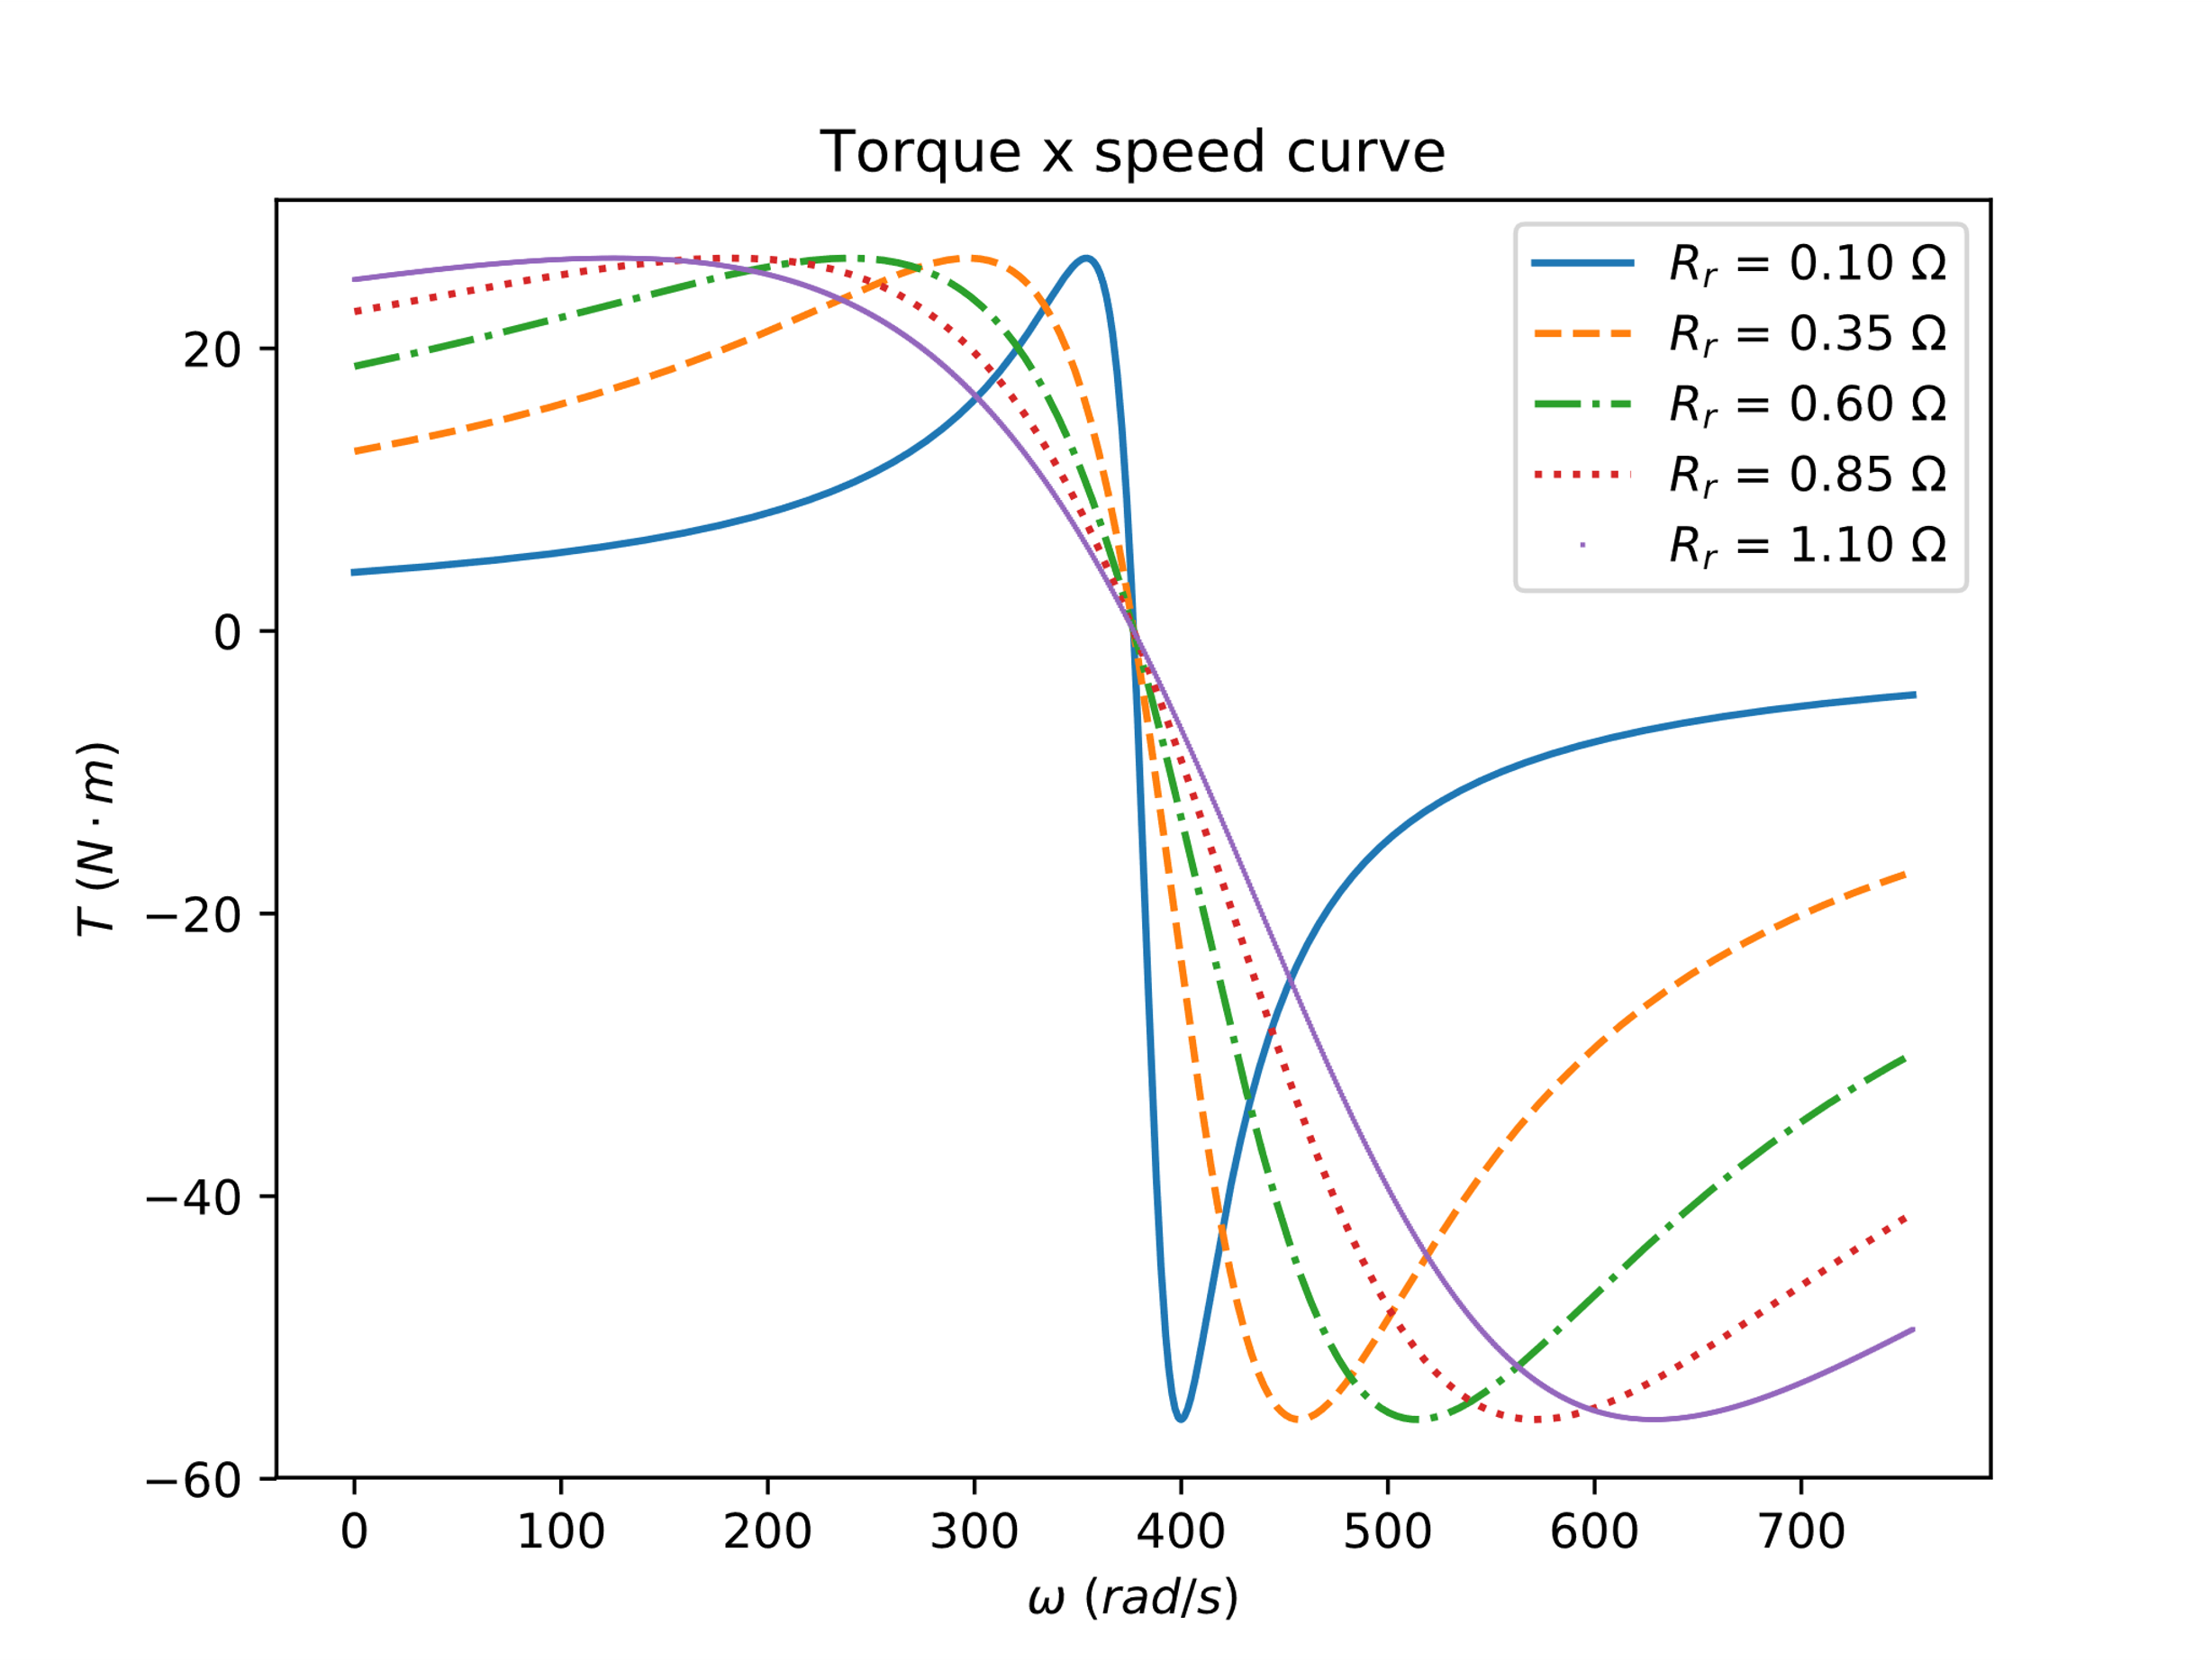 Torque x speed curve
R_r = 0.10 Ω
R_r = 0.35 Ω
R_r = 0.60 Ω
R_r = 0.85 Ω
R_r = 1.10 Ω
20
0
−20
−40
−60
T (N · m)
0 100 200 300 400 500 600 700
ω (rad/s)